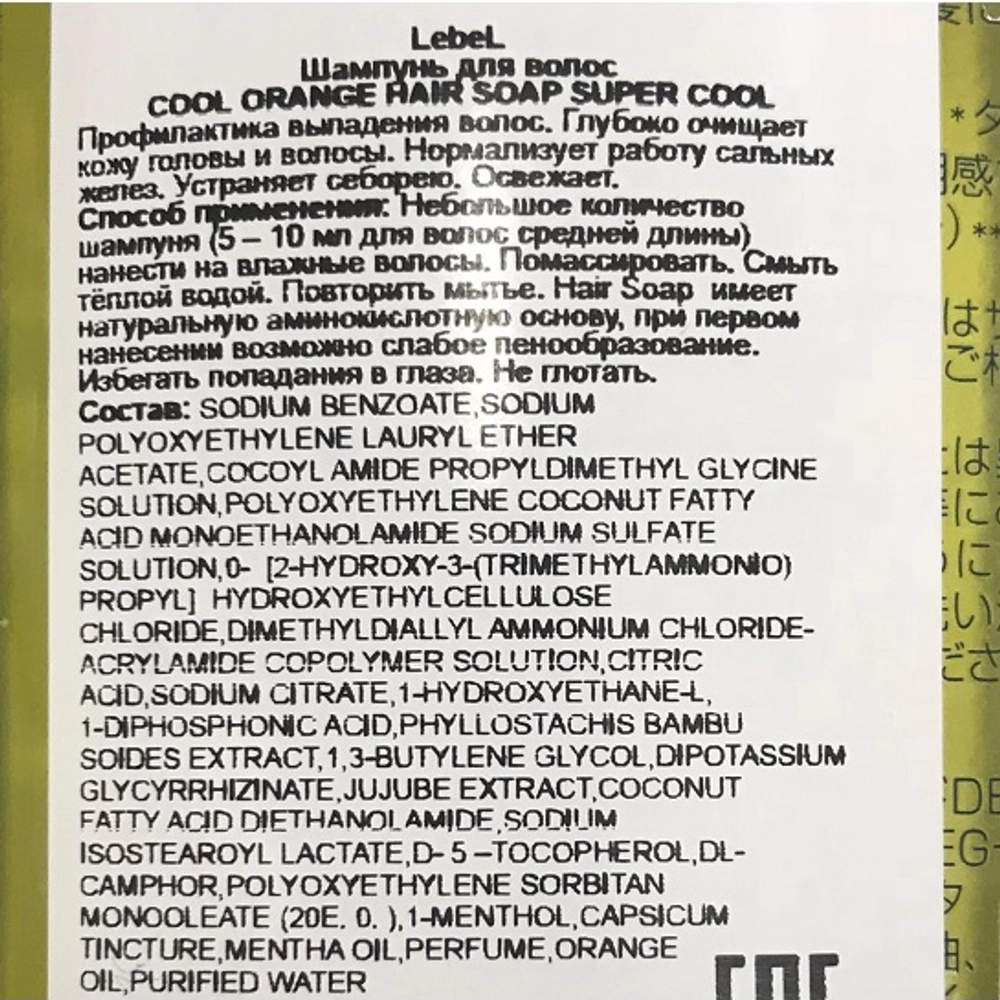 LebeL
Шампунь для волос
COOL ORANGE HAIR SOAP SUPER COOL
Профилактика выпадения волос. Глубоко очищает
кожу головы и волосы. Нормализует работу сальных
желез. Устраняет себорею. Освежает.
Способ применения: Небольшое количество
шампуня (5 – 10 мл для волос средней длины)
нанести на влажные волосы. Помассировать. Смыть
тёплой водой. Повторить мытье. Hair Soap имеет
натуральную аминокислотную основу, при первом
нанесении возможно слабое пенообразование.
Избегать попадания в глаза. Не глотать.
Состав: SODIUM BENZOATE,SODIUM
POLYOXYETHYLENE LAURYL ETHER
ACETATE,COCOYL AMIDE PROPYLDIMETHYL GLYCINE
SOLUTION,POLYOXYETHYLENE COCONUT FATTY
ACID MONOETHANOLAMIDE SODIUM SULFATE
SOLUTION,0- [2-HYDROXY-3-(TRIMETHYLAMMONIO)
PROPYL] HYDROXYETHYLCELLULOSE
CHLORIDE,DIMETHYLDIALLYL AMMONIUM CHLORIDE-
ACRYLAMIDE COPOLYMER SOLUTION,CITRIC
ACID,SODIUM CITRATE,1-HYDROXYETHANE-L,
1-DIPHOSPHONIC ACID,PHYLLOSTACHIS BAMBU
SOIDES EXTRACT,1,3-BUTYLENE GLYCOL,DIPOTASSIUM
GLYCYRRHIZINATE,JUJUBE EXTRACT,COCONUT
FATTY ACID DIETHANOLAMIDE,SODIUM
ISOSTEAROYL LACTATE,D- 5 –TOCOPHEROL,DL-
CAMPHOR,POLYOXYETHYLENE SORBITAN
MONOOLEATE (20E. 0. ),1-MENTHOL,CAPSICUM
TINCTURE,MENTHA OIL,PERFUME,ORANGE
OIL,PURIFIED WATER